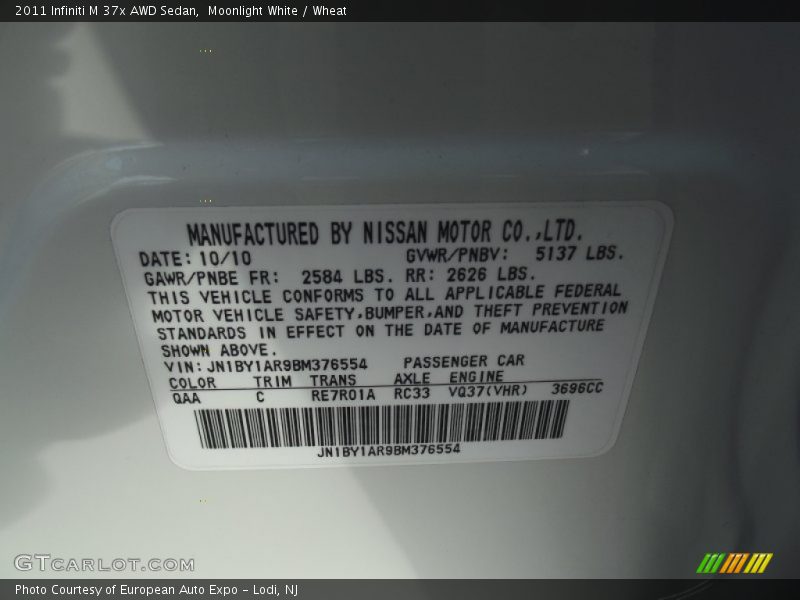 2011 Infiniti M 37x AWD Sedan,  Moonlight White / Wheat
MANUFACTURED BY NISSAN MOTOR CO.,LTD.
DATE: 10/10 GVWR/PNBV: 5137 LBS.
GAWR/PNBE FR: 2584 LBS. RR: 2626 LBS.
THIS VEHICLE CONFORMS TO ALL APPLICABLE FEDERAL
MOTOR VEHICLE SAFETY,BUMPER,AND THEFT PREVENTION
STANDARDS IN EFFECT ON THE DATE OF MANUFACTURE
SHOWN ABOVE.
VIN: JN1BY1AR9BM376554 PASSENGER CAR
COLOR TRIM TRANS AXLE ENGINE
QAA C RE7R01A RC33 VQ37(VHR) 3696CC
JN1BY1AR9BM376554
GTCARLOT.COM
Photo Courtesy of European Auto Expo - Lodi, NJ